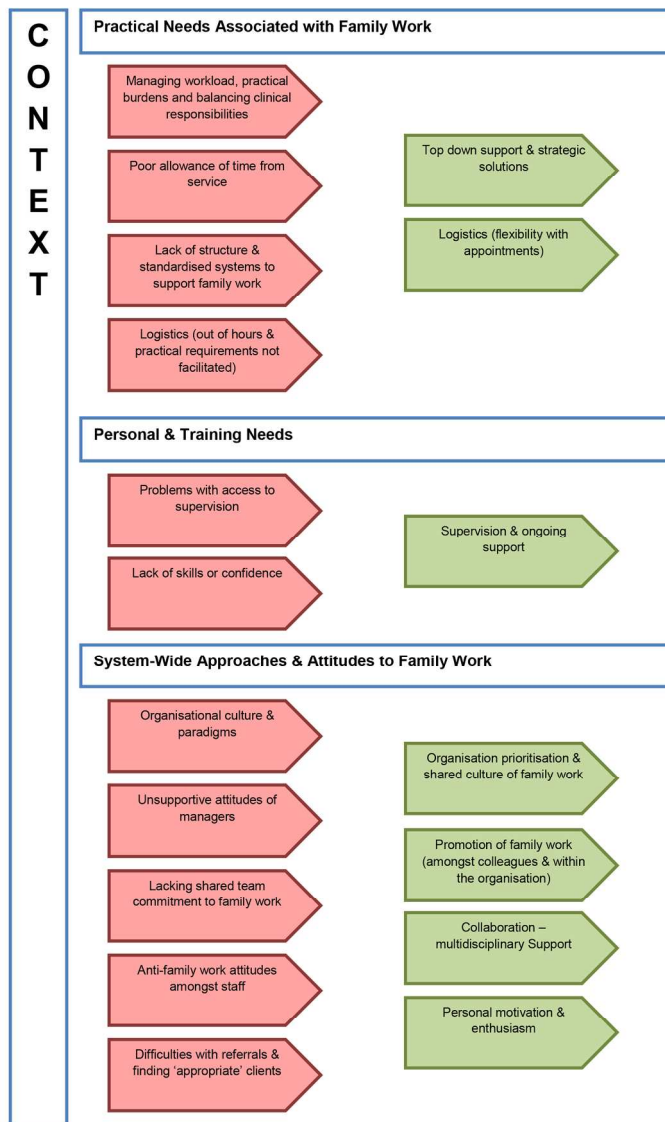 C
O
N
T
E
X
T
Practical Needs Associated with Family Work
Managing workload, practical
burdens and balancing clinical
responsibilities
Poor allowance of time from
service
Lack of structure &
standardised systems to
support family work
Logistics (out of hours &
practical requirements not
facilitated)
Top down support & strategic
solutions
Logistics (flexibility with
appointments)
Personal & Training Needs
Problems with access to
supervision
Lack of skills or confidence
Supervision & ongoing
support
System-Wide Approaches & Attitudes to Family Work
Organisational culture &
paradigms
Unsupportive attitudes of
managers
Lacking shared team
commitment to family work
Anti-family work attitudes
amongst staff
Difficulties with referrals &
finding ‘appropriate’ clients
Organisation prioritisation &
shared culture of family work
Promotion of family work
(amongst colleagues & within
the organisation)
Collaboration –
multidisciplinary Support
Personal motivation &
enthusiasm